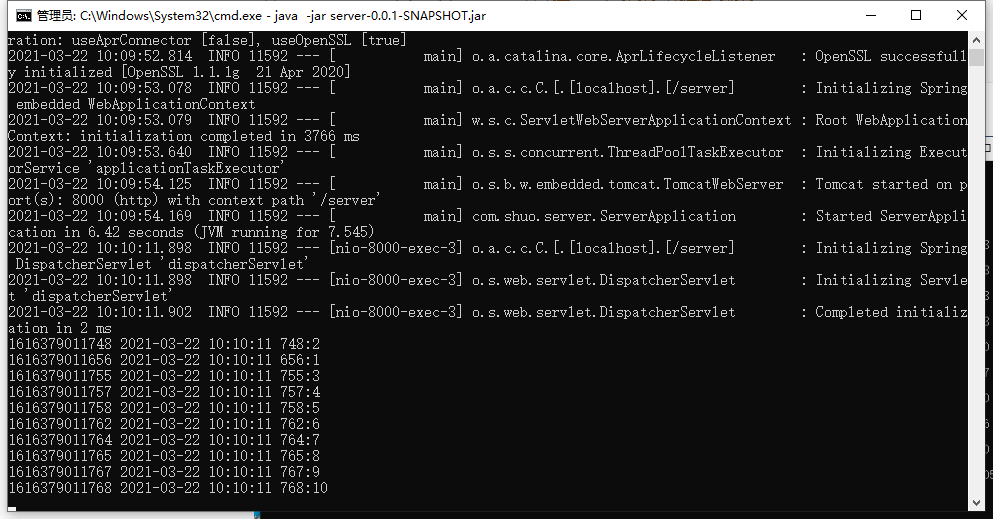 管理员: C:\Windows\System32\cmd.exe - java  -jar server-0.0.1-SNAPSHOT.jar
ration: useAprConnector [false], useOpenSSL [true]
2021-03-22 10:09:52.814  INFO 11592 --- [           main] o.a.catalina.core.AprLifecycleListener   : OpenSSL successfull
y initialized [OpenSSL 1.1.1g  21 Apr 2020]
2021-03-22 10:09:53.078  INFO 11592 --- [           main] o.a.c.c.C.[.[localhost].[/server]        : Initializing Spring
 embedded WebApplicationContext
2021-03-22 10:09:53.079  INFO 11592 --- [           main] w.s.c.ServletWebServerApplicationContext : Root WebApplication
Context: initialization completed in 3766 ms
2021-03-22 10:09:53.640  INFO 11592 --- [           main] o.s.s.concurrent.ThreadPoolTaskExecutor  : Initializing Execut
orService 'applicationTaskExecutor'
2021-03-22 10:09:54.125  INFO 11592 --- [           main] o.s.b.w.embedded.tomcat.TomcatWebServer  : Tomcat started on p
ort(s): 8000 (http) with context path '/server'
2021-03-22 10:09:54.169  INFO 11592 --- [           main] com.shuo.server.ServerApplication        : Started ServerAppli
cation in 6.42 seconds (JVM running for 7.545)
2021-03-22 10:10:11.898  INFO 11592 --- [nio-8000-exec-3] o.a.c.c.C.[.[localhost].[/server]        : Initializing Spring
 DispatcherServlet 'dispatcherServlet'
2021-03-22 10:10:11.898  INFO 11592 --- [nio-8000-exec-3] o.s.web.servlet.DispatcherServlet        : Initializing Servle
t 'dispatcherServlet'
2021-03-22 10:10:11.902  INFO 11592 --- [nio-8000-exec-3] o.s.web.servlet.DispatcherServlet        : Completed initializ
ation in 2 ms
1616379011748 2021-03-22 10:10:11 748:2
1616379011656 2021-03-22 10:10:11 656:1
1616379011755 2021-03-22 10:10:11 755:3
1616379011757 2021-03-22 10:10:11 757:4
1616379011758 2021-03-22 10:10:11 758:5
1616379011762 2021-03-22 10:10:11 762:6
1616379011764 2021-03-22 10:10:11 764:7
1616379011765 2021-03-22 10:10:11 765:8
1616379011767 2021-03-22 10:10:11 767:9
1616379011768 2021-03-22 10:10:11 768:10